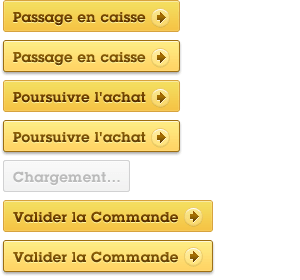 Passage en caisse
Passage en caisse
Poursuivre l'achat
Poursuivre l'achat
Chargement...
Valider la Commande
Valider la Commande